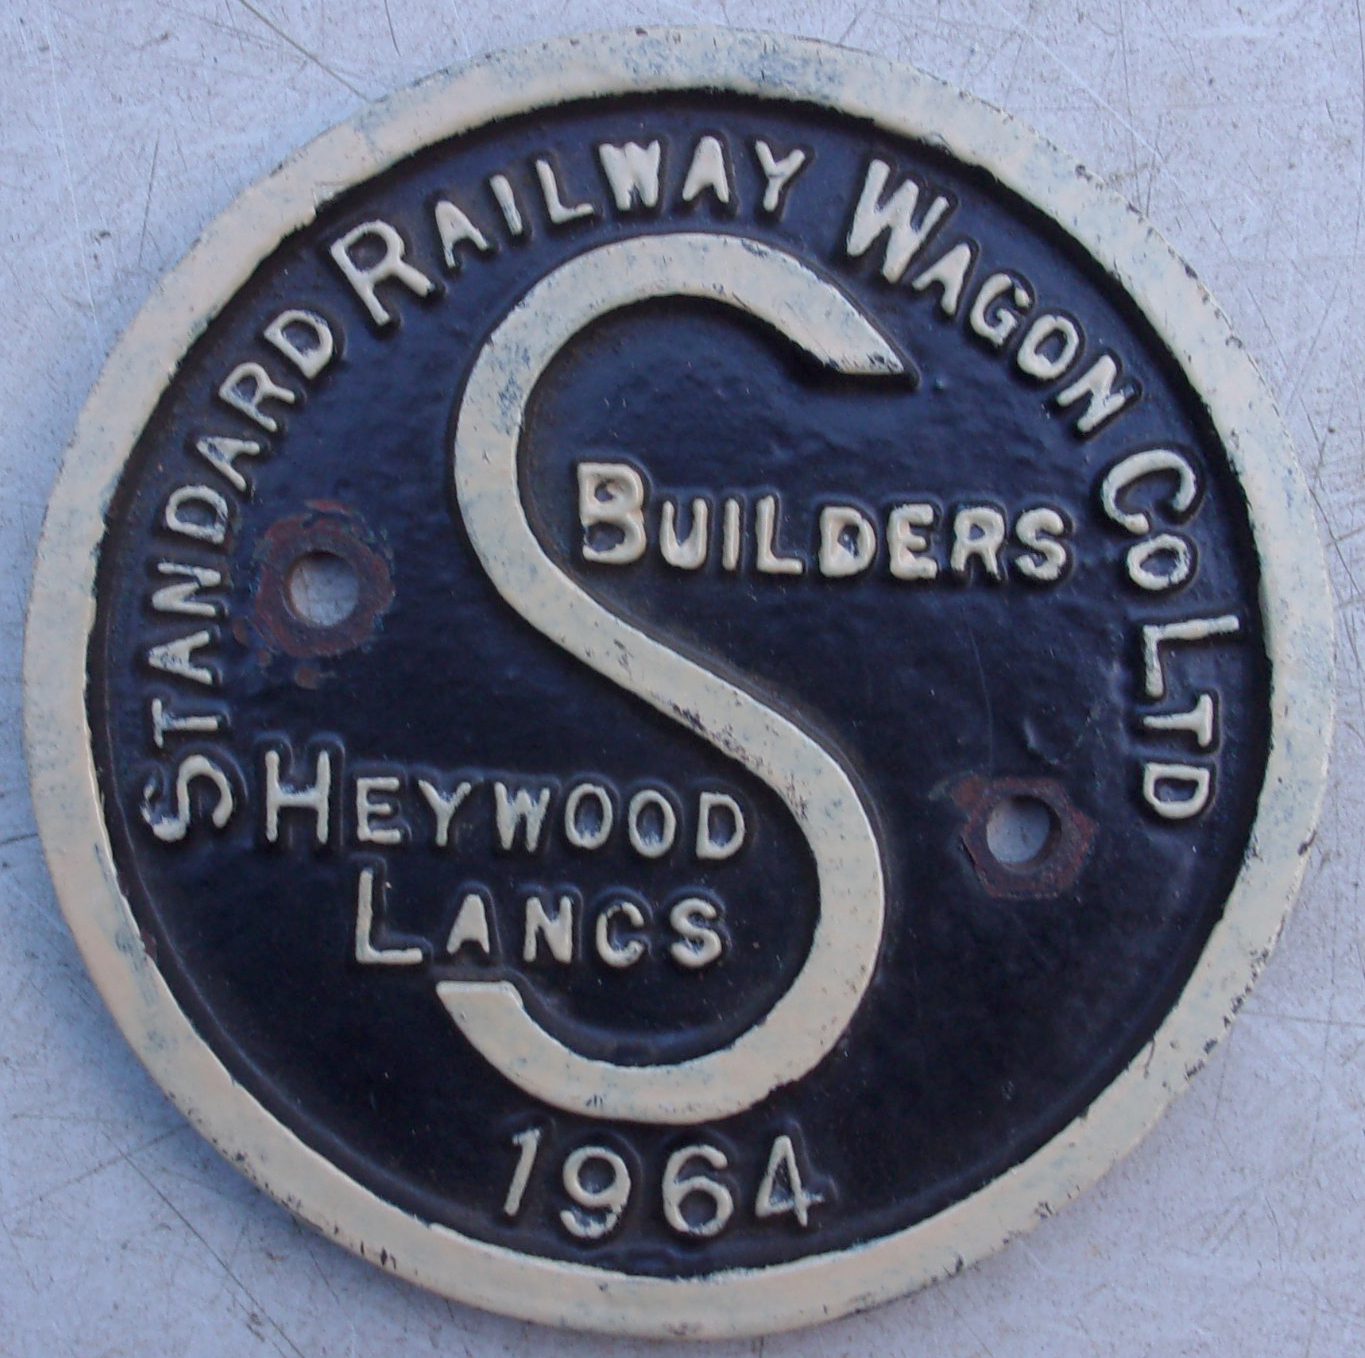 STANDARD RAILWAY WAGON CO LTD
S
BUILDERS
HEYWOOD
LANCS
1964